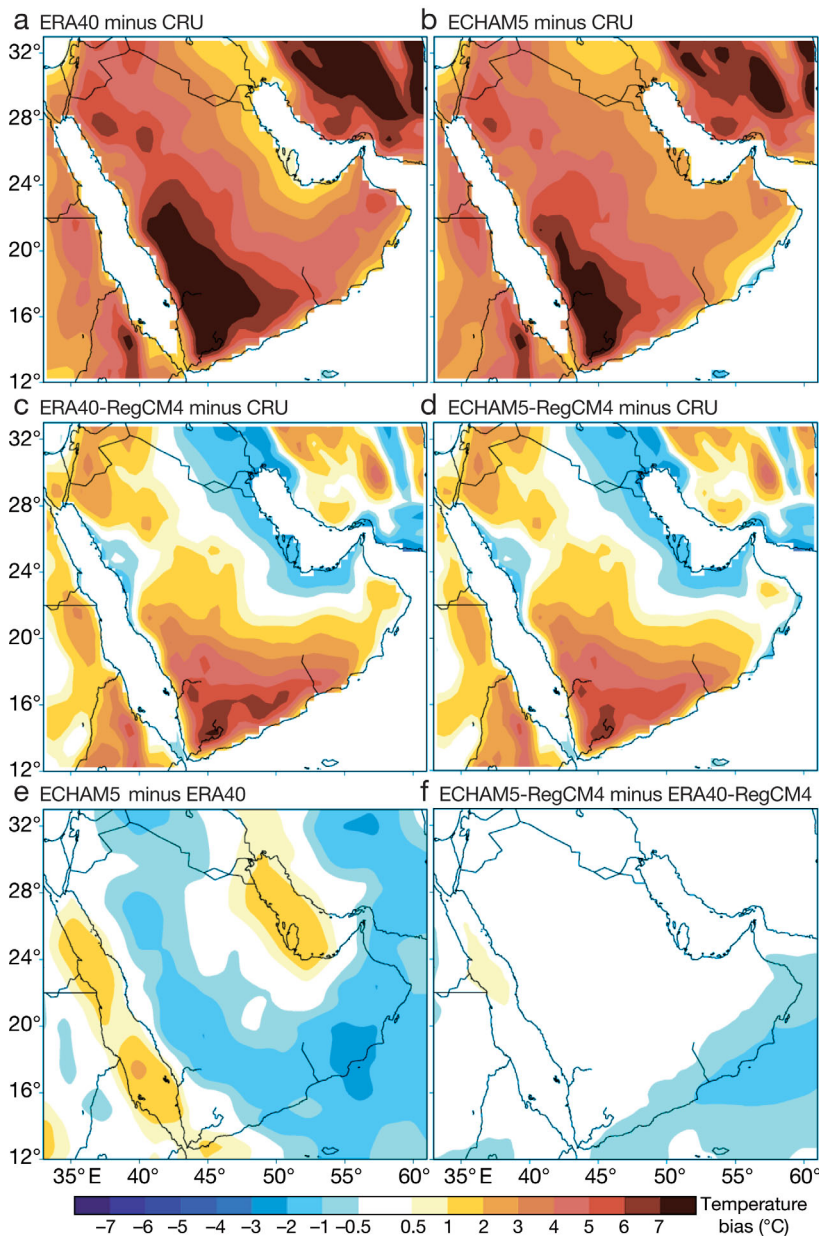 a ERA40 minus CRU
b ECHAM5 minus CRU
32°
28°
24°
20°
16°
12°
c ERA40-RegCM4 minus CRU
d ECHAM5-RegCM4 minus CRU
32°
28°
24°
20°
16°
12°
e ECHAM5 minus ERA40
f ECHAM5-RegCM4 minus ERA40-RegCM4
32°
28°
24°
20°
16°
12°
35° E 40° 45° 50° 55° 60° 35° E 40° 45° 50° 55° 60°
−7 −6 −5 −4 −3 −2 −1 −0.5 0.5 1 2 3 4 5 6 7
Temperature
bias (°C)